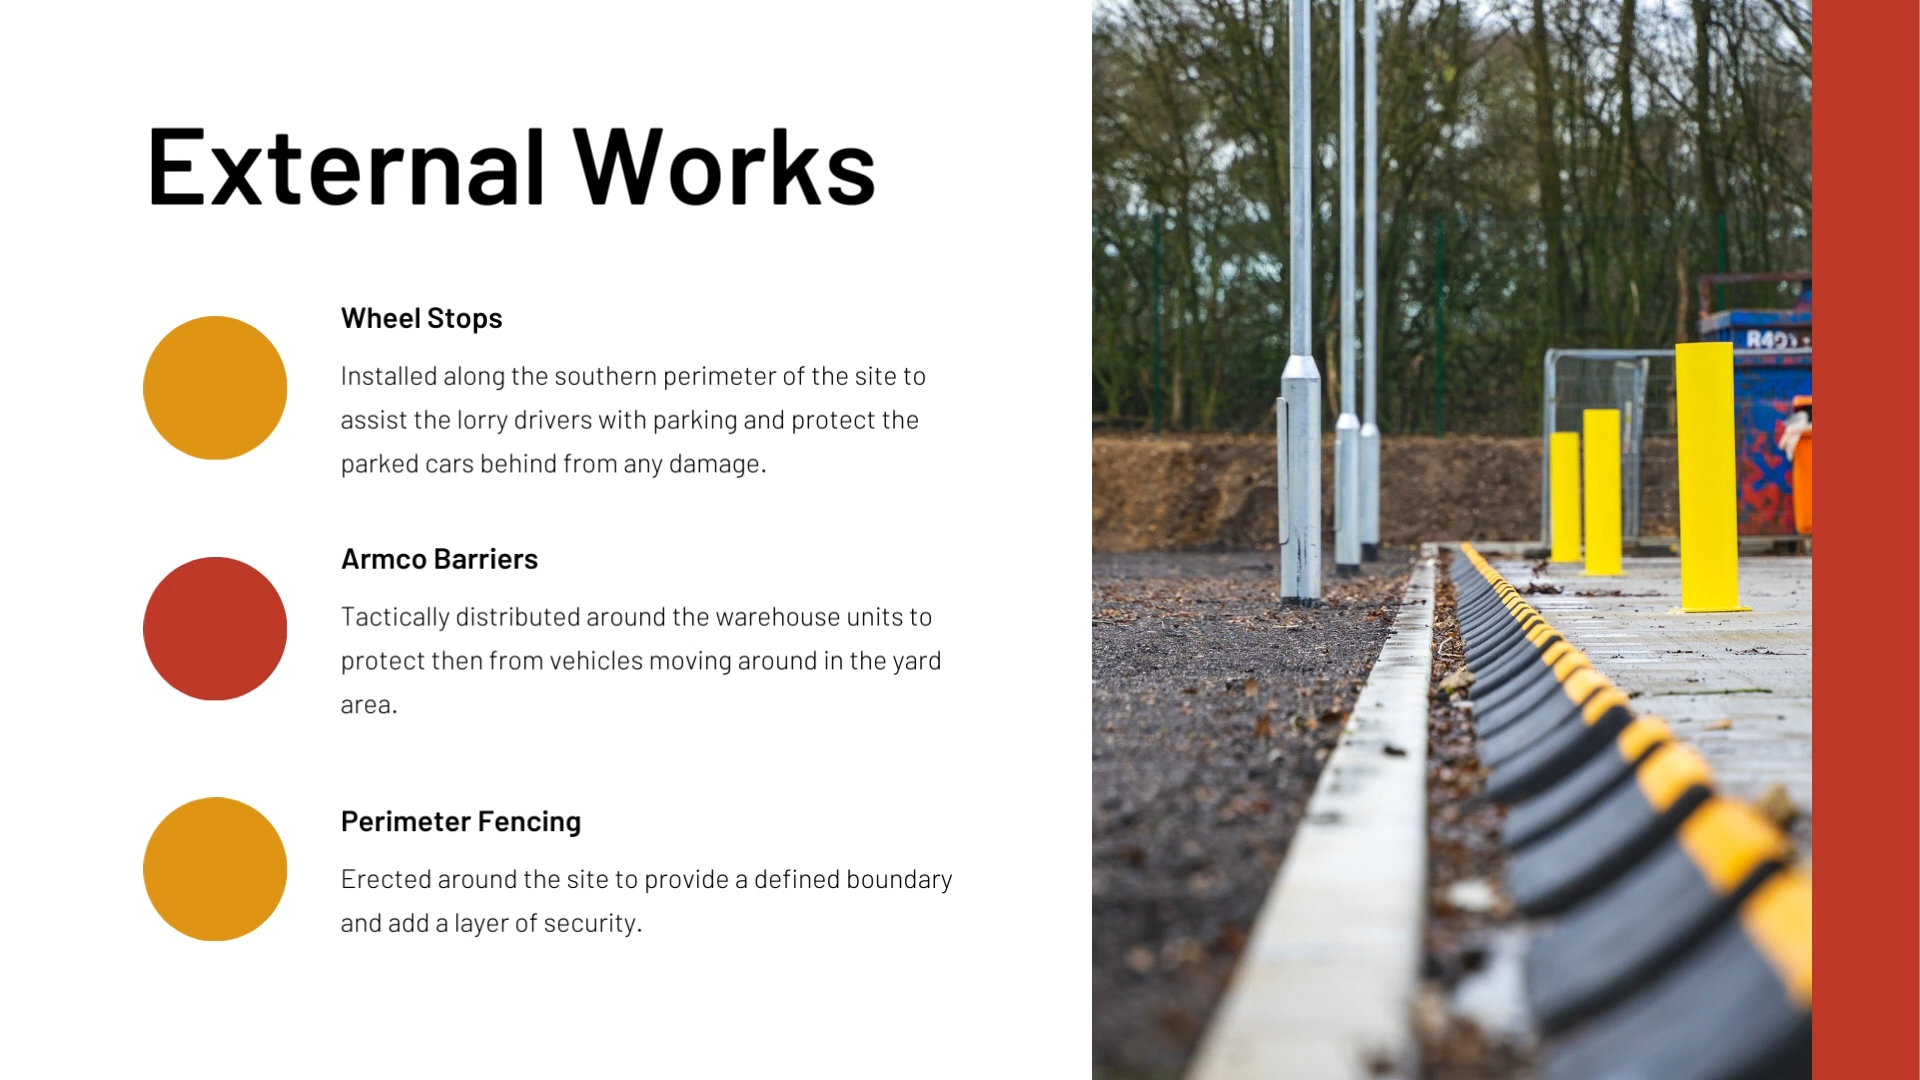 External Works
Wheel Stops
Installed along the southern perimeter of the site to
assist the lorry drivers with parking and protect the
parked cars behind from any damage.
Armco Barriers
Tactically distributed around the warehouse units to
protect then from vehicles moving around in the yard
area.
Perimeter Fencing
Erected around the site to provide a defined boundary
and add a layer of security.